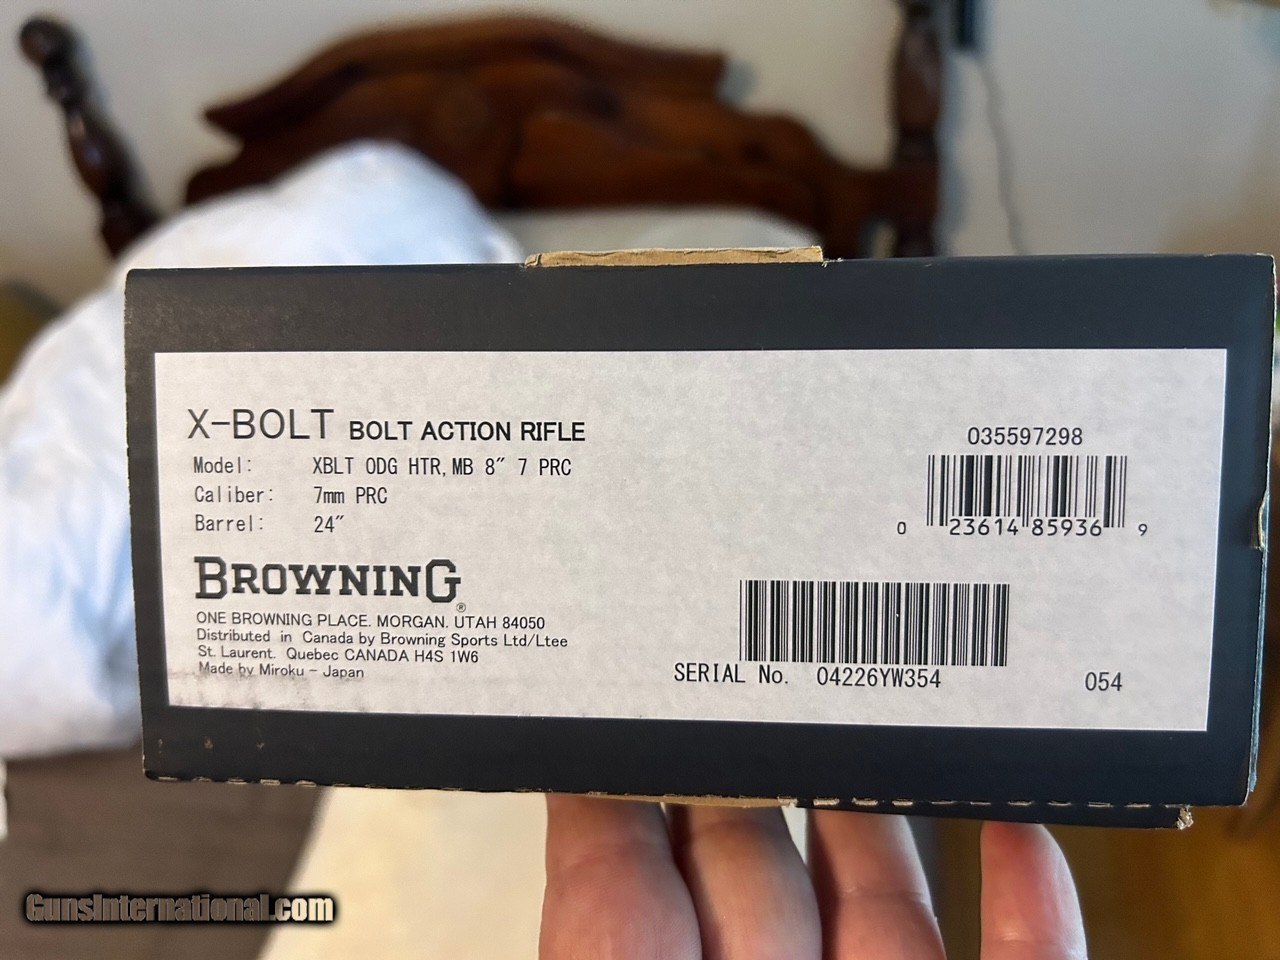 X-BOLT BOLT ACTION RIFLE
Model: XBLT ODG HTR, MB 8" 7 PRC
Caliber: 7mm PRC
Barrel: 24"
BROWNING®
ONE BROWNING PLACE. MORGAN. UTAH 84050
Distributed in Canada by Browning Sports Ltd/Ltee
St. Laurent. Quebec CANADA H4S 1W6
Made by Miroku - Japan
035597298
0 23614 85936 9
SERIAL No. 04226YW354
054
GunsInternational.com